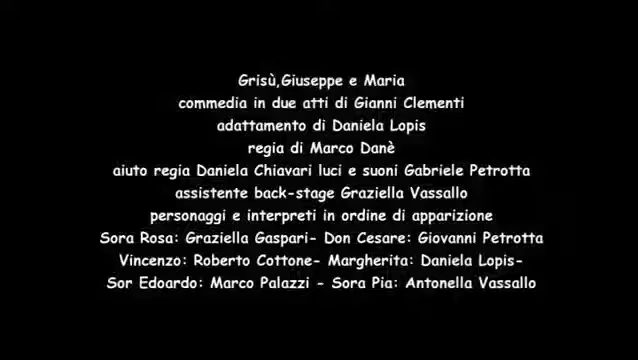 Grisù,Giuseppe e Maria
commedia in due atti di Gianni Clementi
adattamento di Daniela Lopis
regia di Marco Danè
aiuto regia Daniela Chiavari luci e suoni Gabriele Petrotta
assistente back-stage Graziella Vassallo
personaggi e interpreti in ordine di apparizione
Sora Rosa: Graziella Gaspari- Don Cesare: Giovanni Petrotta
Vincenzo: Roberto Cottone- Margherita: Daniela Lopis-
Sor Edoardo: Marco Palazzi - Sora Pia: Antonella Vassallo